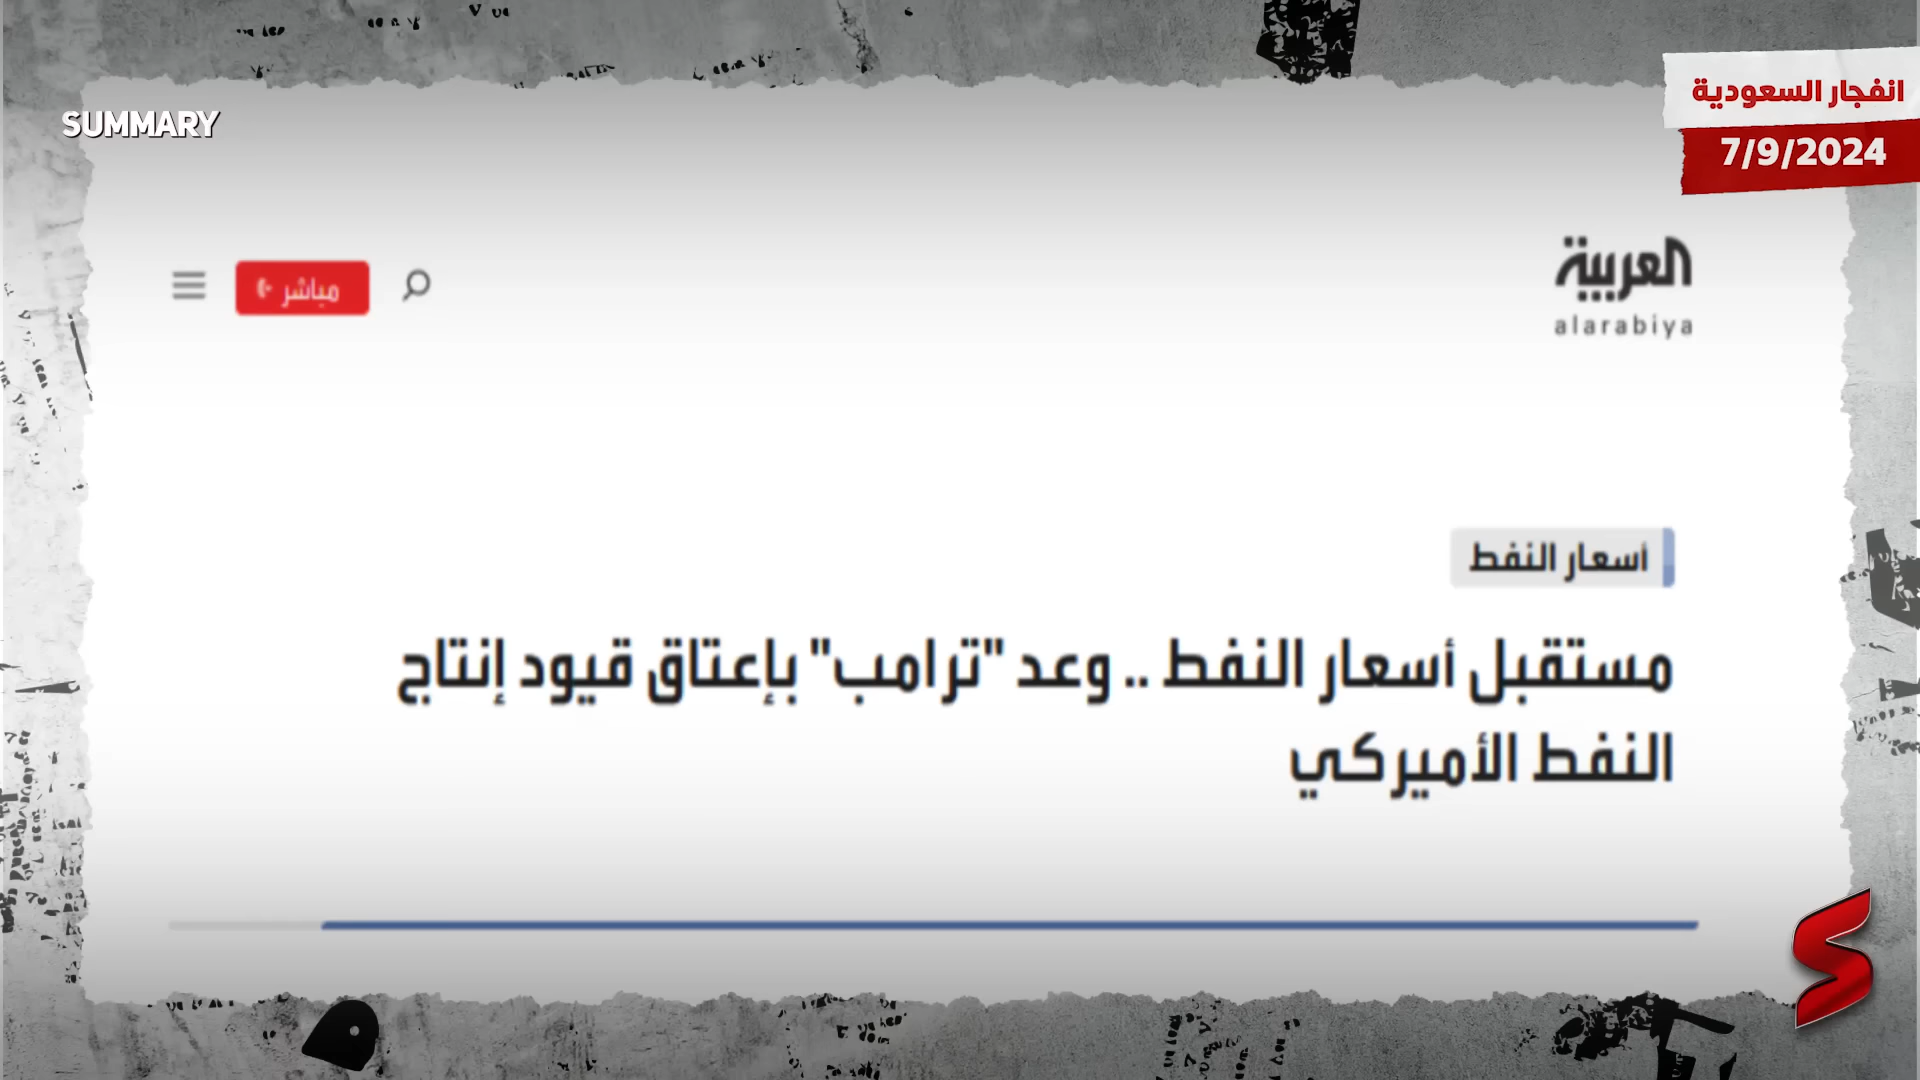 SUMMARY
انفجار السعودية
7/9/2024
العربية
alarabiya
مباشر
أسعار النفط
مستقبل أسعار النفط .. وعد "ترامب" بإعتاق قيود إنتاج
النفط الأميركي